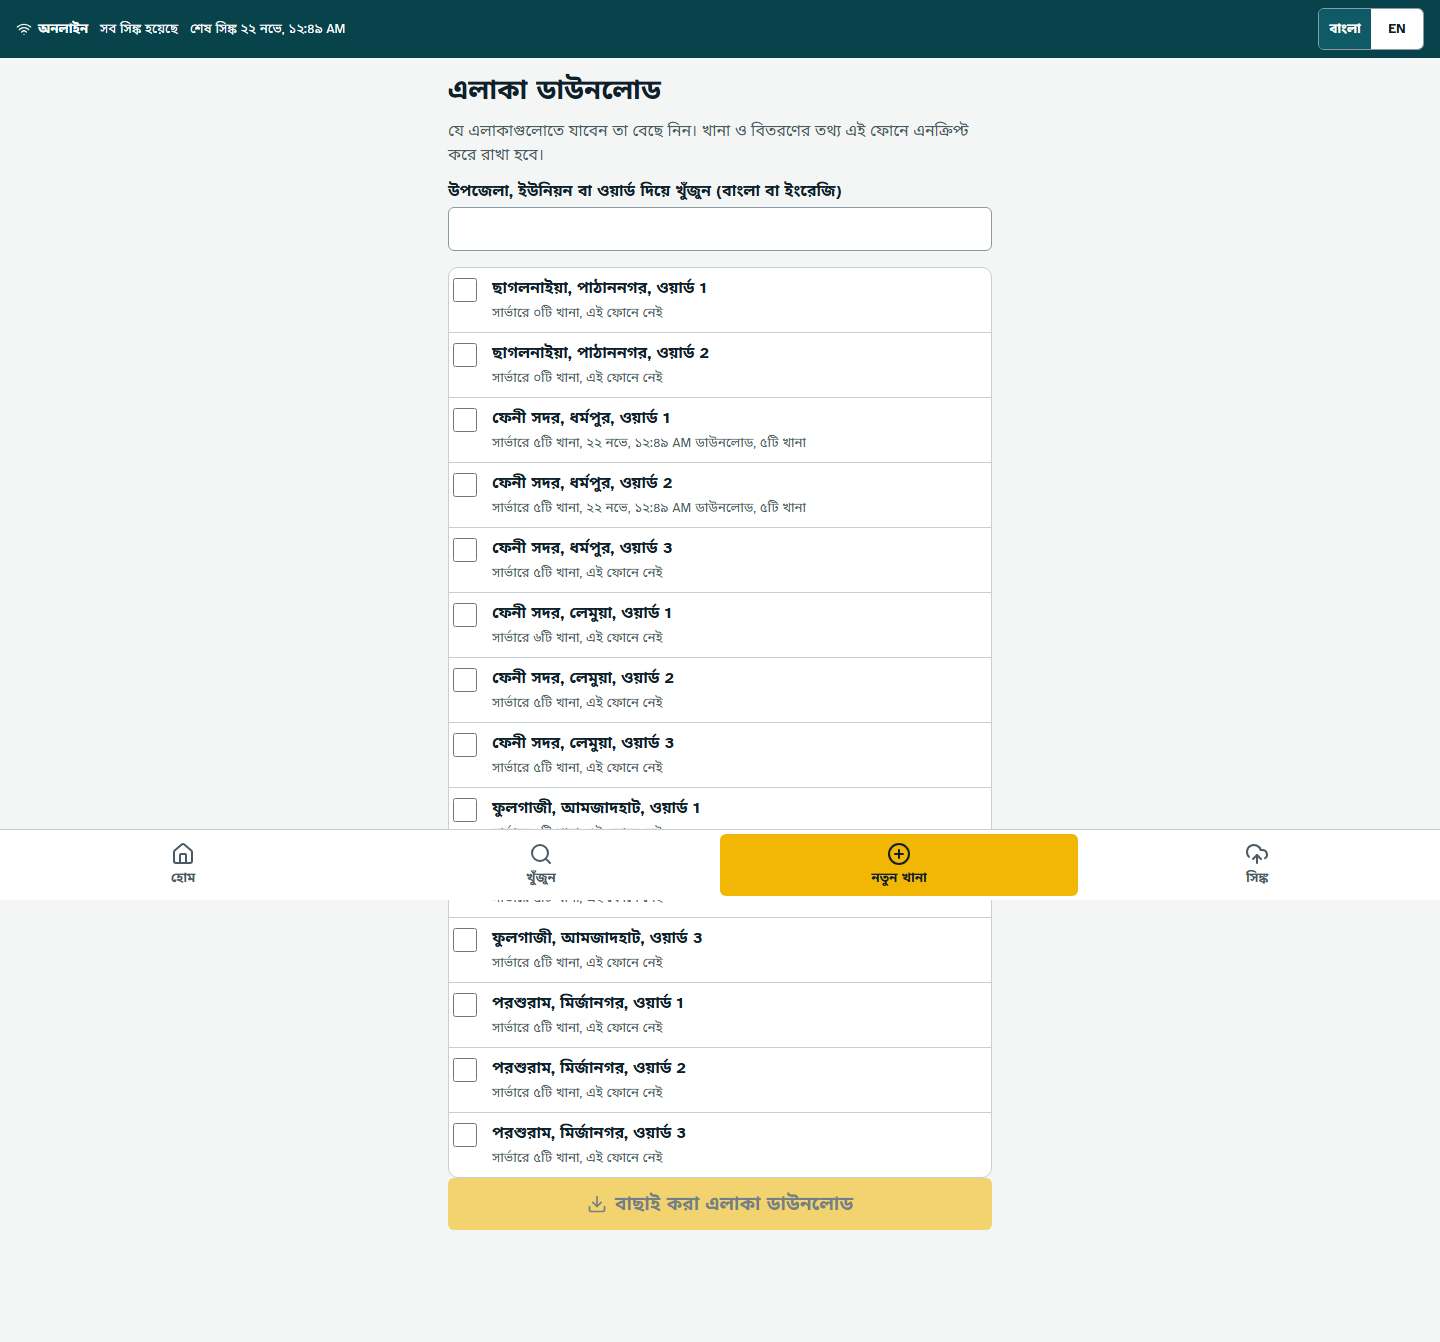 অনলাইন সব সিঙ্ক হয়েছে শেষ সিঙ্ক ২২ নভে, ১২:৪৯ AM
বাংলা EN
এলাকা ডাউনলোড
যে এলাকাগুলোতে যাবেন তা বেছে নিন। খানা ও বিতরণের তথ্য এই ফোনে এনক্রিপ্ট
করে রাখা হবে।
উপজেলা, ইউনিয়ন বা ওয়ার্ড দিয়ে খুঁজুন (বাংলা বা ইংরেজি)
ছাগলনাইয়া, পাঠাননগর, ওয়ার্ড 1
সার্ভারে ০টি খানা, এই ফোনে নেই
ছাগলনাইয়া, পাঠাননগর, ওয়ার্ড 2
সার্ভারে ০টি খানা, এই ফোনে নেই
ফেনী সদর, ধর্মপুর, ওয়ার্ড 1
সার্ভারে ৫টি খানা, ২২ নভে, ১২:৪৯ AM ডাউনলোড, ৫টি খানা
ফেনী সদর, ধর্মপুর, ওয়ার্ড 2
সার্ভারে ৫টি খানা, ২২ নভে, ১২:৪৯ AM ডাউনলোড, ৫টি খানা
ফেনী সদর, ধর্মপুর, ওয়ার্ড 3
সার্ভারে ৫টি খানা, এই ফোনে নেই
ফেনী সদর, লেমুয়া, ওয়ার্ড 1
সার্ভারে ৬টি খানা, এই ফোনে নেই
ফেনী সদর, লেমুয়া, ওয়ার্ড 2
সার্ভারে ৫টি খানা, এই ফোনে নেই
ফেনী সদর, লেমুয়া, ওয়ার্ড 3
সার্ভারে ৫টি খানা, এই ফোনে নেই
ফুলগাজী, আমজাদহাট, ওয়ার্ড 1
হোম
খুঁজুন
নতুন খানা
সিঙ্ক
ফুলগাজী, আমজাদহাট, ওয়ার্ড 3
সার্ভারে ৫টি খানা, এই ফোনে নেই
পরশুরাম, মির্জানগর, ওয়ার্ড 1
সার্ভারে ৫টি খানা, এই ফোনে নেই
পরশুরাম, মির্জানগর, ওয়ার্ড 2
সার্ভারে ৫টি খানা, এই ফোনে নেই
পরশুরাম, মির্জানগর, ওয়ার্ড 3
সার্ভারে ৫টি খানা, এই ফোনে নেই
বাছাই করা এলাকা ডাউনলোড